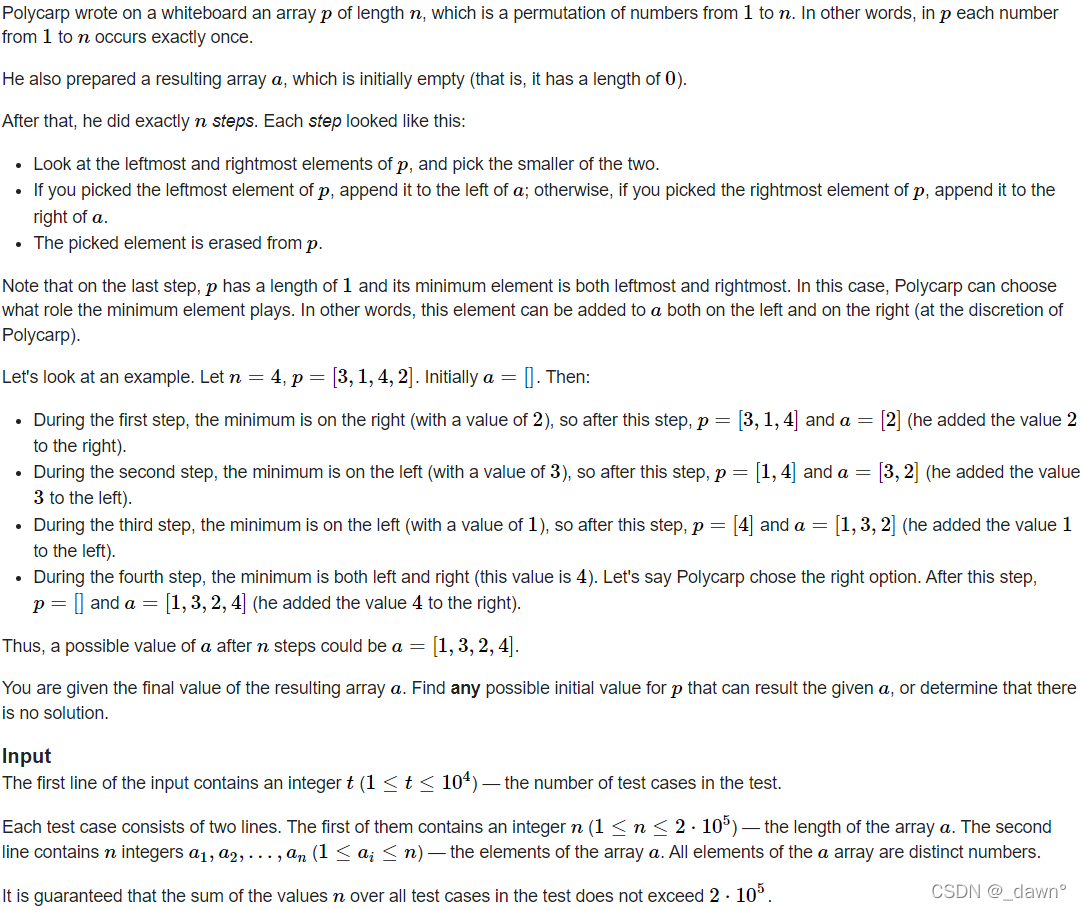 Polycarp wrote on a whiteboard an array p of length n, which is a permutation of numbers from 1 to n. In other words, in p each number
from 1 to n occurs exactly once.
He also prepared a resulting array a, which is initially empty (that is, it has a length of 0).
After that, he did exactly n steps. Each step looked like this:
• Look at the leftmost and rightmost elements of p, and pick the smaller of the two.
• If you picked the leftmost element of p, append it to the left of a; otherwise, if you picked the rightmost element of p, append it to the
right of a.
• The picked element is erased from p.
Note that on the last step, p has a length of 1 and its minimum element is both leftmost and rightmost. In this case, Polycarp can choose
what role the minimum element plays. In other words, this element can be added to a both on the left and on the right (at the discretion of
Polycarp).
Let's look at an example. Let n = 4, p = [3, 1, 4, 2]. Initially a = []. Then:
• During the first step, the minimum is on the right (with a value of 2), so after this step, p = [3, 1, 4] and a = [2] (he added the value 2
to the right).
• During the second step, the minimum is on the left (with a value of 3), so after this step, p = [1, 4] and a = [3, 2] (he added the value
3 to the left).
• During the third step, the minimum is on the left (with a value of 1), so after this step, p = [4] and a = [1, 3, 2] (he added the value 1
to the left).
• During the fourth step, the minimum is both left and right (this value is 4). Let's say Polycarp chose the right option. After this step,
p = [] and a = [1, 3, 2, 4] (he added the value 4 to the right).
Thus, a possible value of a after n steps could be a = [1, 3, 2, 4].
You are given the final value of the resulting array a. Find any possible initial value for p that can result the given a, or determine that there
is no solution.
Input
The first line of the input contains an integer t (1 ≤ t ≤ 10⁴) — the number of test cases in the test.
Each test case consists of two lines. The first of them contains an integer n (1 ≤ n ≤ 2 · 10⁵) — the length of the array a. The second
line contains n integers a₁, a₂, . . . , aₙ (1 ≤ aᵢ ≤ n) — the elements of the array a. All elements of the a array are distinct numbers.
It is guaranteed that the sum of the values n over all test cases in the test does not exceed 2 · 10⁵.
CSDN @_dawn°